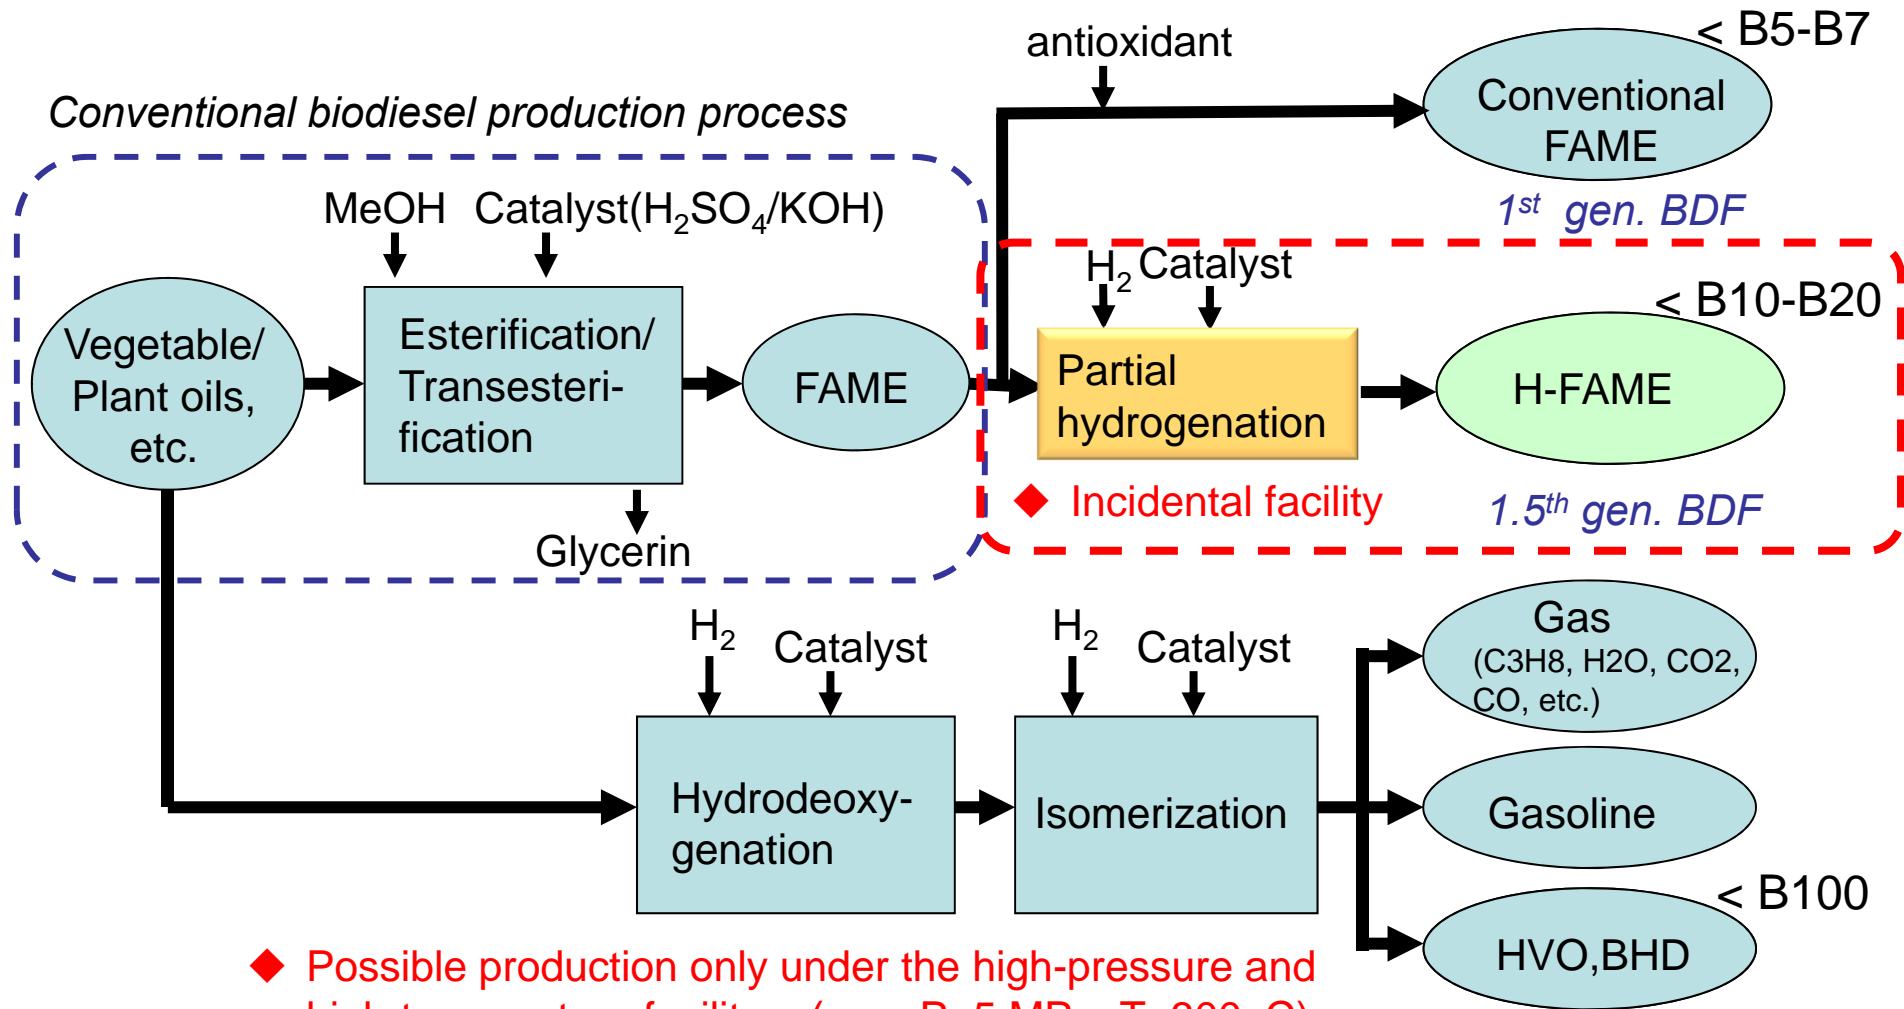 antioxidant
< B5-B7
Conventional
FAME
1st gen. BDF
Conventional biodiesel production process
MeOH
Catalyst(H2SO4/KOH)
Vegetable/
Plant oils,
etc.
Esterification/
Transesteri-
fication
FAME
Glycerin
H2
Catalyst
Partial
hydrogenation
< B10-B20
H-FAME
◆ Incidental facility
1.5th gen. BDF
H2
Catalyst
Hydrodeoxy-
genation
H2
Catalyst
Isomerization
Gas
(C3H8, H2O, CO2,
CO, etc.)
Gasoline
< B100
HVO,BHD
◆ Possible production only under the high-pressure and